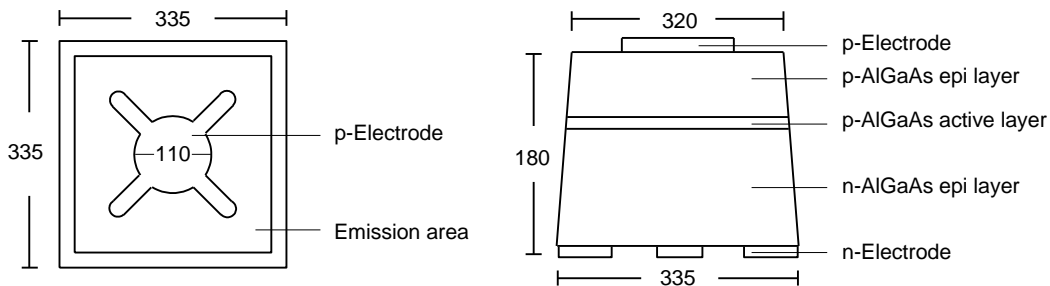 335
335
110
p-Electrode
Emission area
320
180
335
p-Electrode
p-AlGaAs epi layer
p-AlGaAs active layer
n-AlGaAs epi layer
n-Electrode